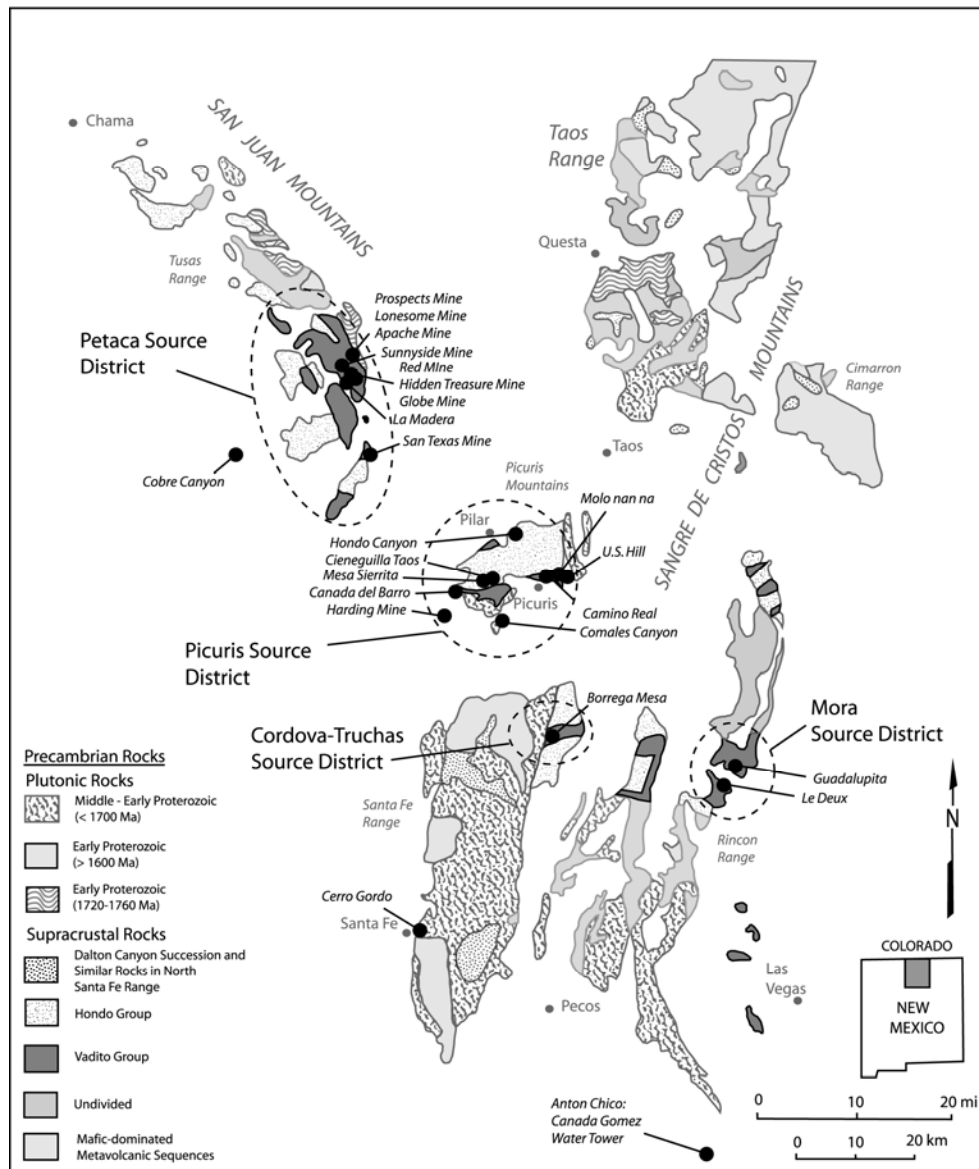 SAN JUAN MOUNTAINS
Chama
Taos
Range
Questa
Tusas
Range
Prospects Mine
Lonesome Mine
Apache Mine
Sunnyside Mine
Red MIne
Hidden Treasure Mine
Globe Mine
La Madera
San Texas Mine
Petaca Source
District
Cobre Canyon
SANGRE DE CRISTOS MOUNTAINS
Cimarron
Range
Taos
Picuris
Mountains
Molo nan na
Pilar
Hondo Canyon
U.S. Hill
Cieneguilla Taos
Mesa Sierrita
Canada del Barro
Picuris
Harding Mine
Camino Real
Comales Canyon
Picuris Source
District
Borrega Mesa
Cordova-Truchas
Source District
Mora
Source District
Guadalupita
Le Deux
Santa Fe
Range
Rincon
Range
Cerro Gordo
Santa Fe
Pecos
Las
Vegas
Anton Chico:
Canada Gomez
Water Tower
Precambrian Rocks
Plutonic Rocks
Middle - Early Proterozoic
(< 1700 Ma)
Early Proterozoic
(> 1600 Ma)
Early Proterozoic
(1720-1760 Ma)
Supracrustal Rocks
Dalton Canyon Succession and
Similar Rocks in North
Santa Fe Range
Hondo Group
Vadito Group
Undivided
Mafic-dominated
Metavolcanic Sequences
N
COLORADO
NEW
MEXICO
0 10 20 mi
0 10 20 km